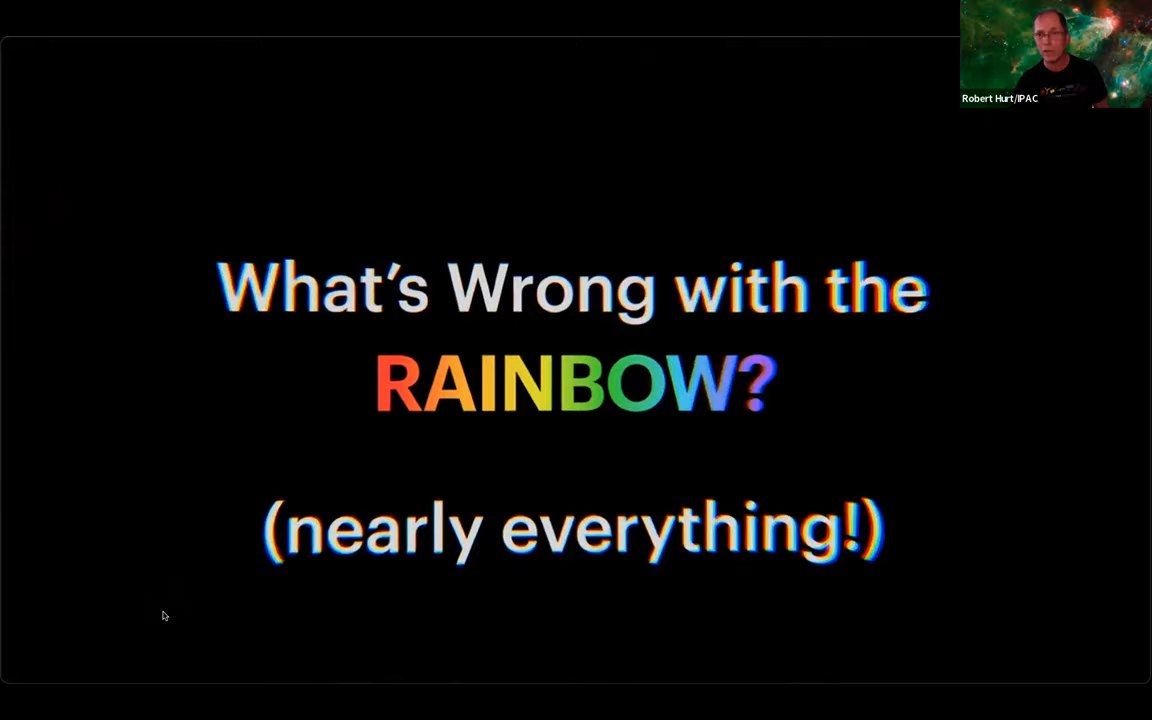 Robert Hurt/IPAC
What's Wrong with the
RAINBOW?
(nearly everything!)